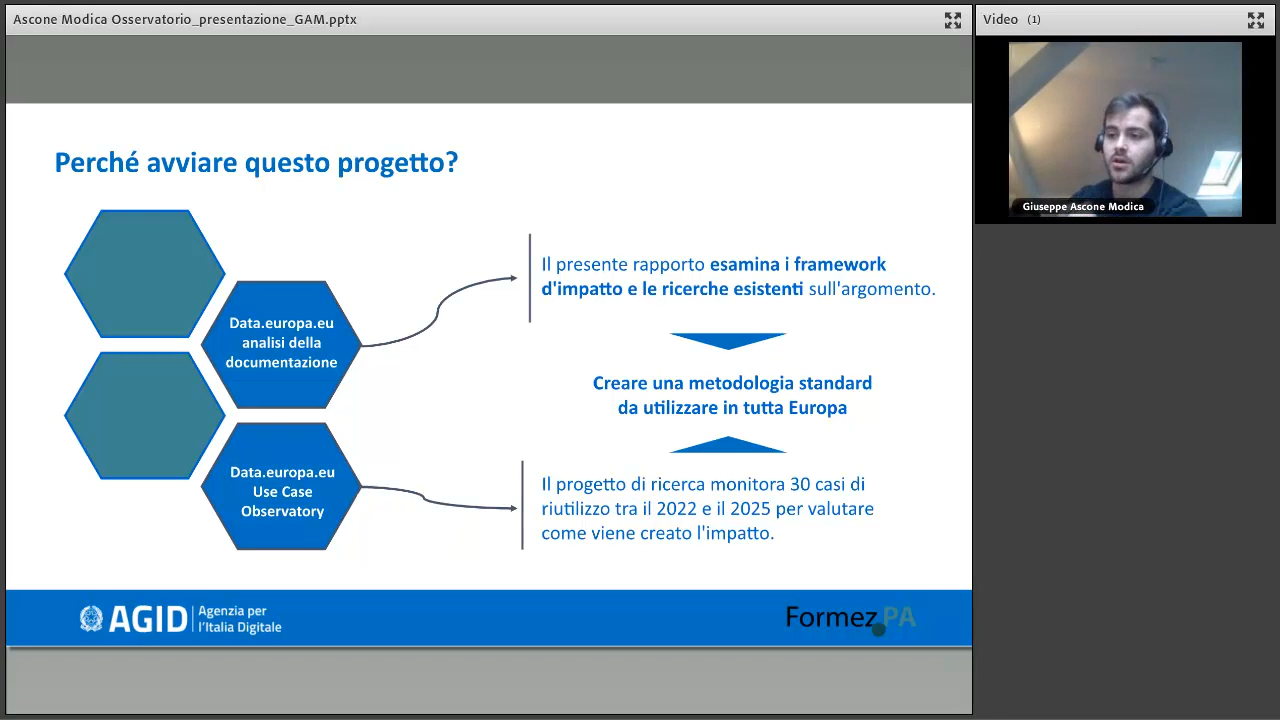 Ascone Modica Osservatorio_presentazione_GAM.pptx
Video (1)
Giuseppe Ascone Modica
Perché avviare questo progetto?
Data.europa.eu
analisi della
documentazione
Il presente rapporto esamina i framework
d'impatto e le ricerche esistenti sull'argomento.
Creare una metodologia standard
da utilizzare in tutta Europa
Data.europa.eu
Use Case
Observatory
Il progetto di ricerca monitora 30 casi di
riutilizzo tra il 2022 e il 2025 per valutare
come viene creato l'impatto.
AGID
Agenzia per
l'Italia Digitale
Formez PA